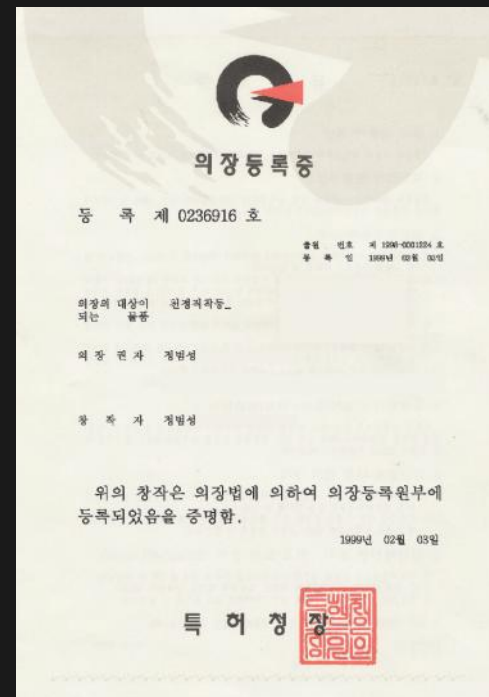 의장등록증
등 록 제 0236916 호
출원 번호 제 1998-0001224 호
등 록 일 1999년 02월 03일
의장의 대상이
되는 물품
의 장 권 자 정범성
창 작 자 정범성
위의 창작은 의장법에 의하여 의장등록원부에
등록되었음을 증명함.
1999년 02월 03일
특 허 청 장